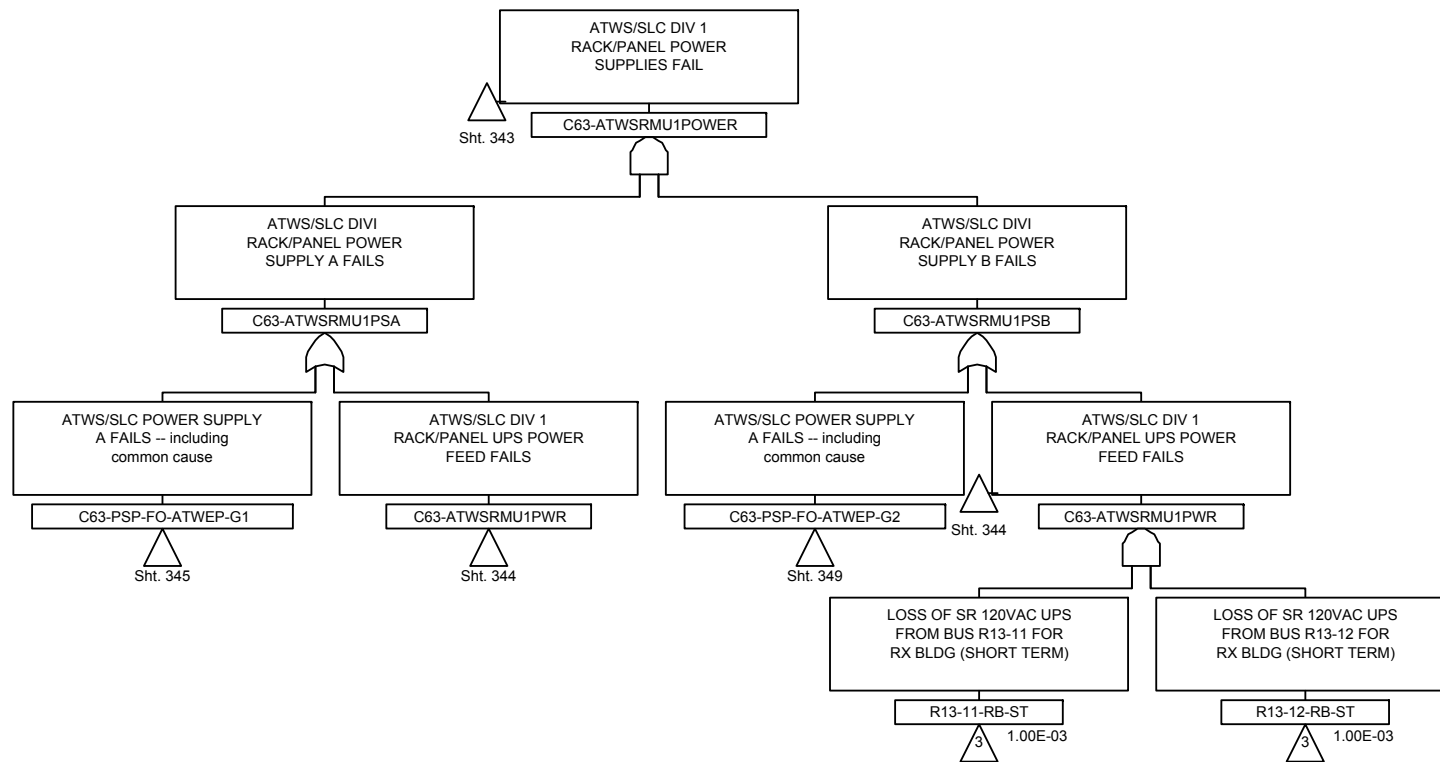 ATWS/SLC DIV 1
RACK/PANEL POWER
SUPPLIES FAIL
Sht. 343
C63-ATWSRMU1POWER
ATWS/SLC DIVI
RACK/PANEL POWER
SUPPLY A FAILS
C63-ATWSRMU1PSA
ATWS/SLC DIVI
RACK/PANEL POWER
SUPPLY B FAILS
C63-ATWSRMU1PSB
ATWS/SLC POWER SUPPLY
A FAILS -- including
common cause
C63-PSP-FO-ATWEP-G1
Sht. 345
ATWS/SLC DIV 1
RACK/PANEL UPS POWER
FEED FAILS
C63-ATWSRMU1PWR
Sht. 344
ATWS/SLC POWER SUPPLY
A FAILS -- including
common cause
C63-PSP-FO-ATWEP-G2
Sht. 349
ATWS/SLC DIV 1
RACK/PANEL UPS POWER
FEED FAILS
Sht. 344
C63-ATWSRMU1PWR
LOSS OF SR 120VAC UPS
FROM BUS R13-11 FOR
RX BLDG (SHORT TERM)
R13-11-RB-ST
3
1.00E-03
LOSS OF SR 120VAC UPS
FROM BUS R13-12 FOR
RX BLDG (SHORT TERM)
R13-12-RB-ST
3
1.00E-03